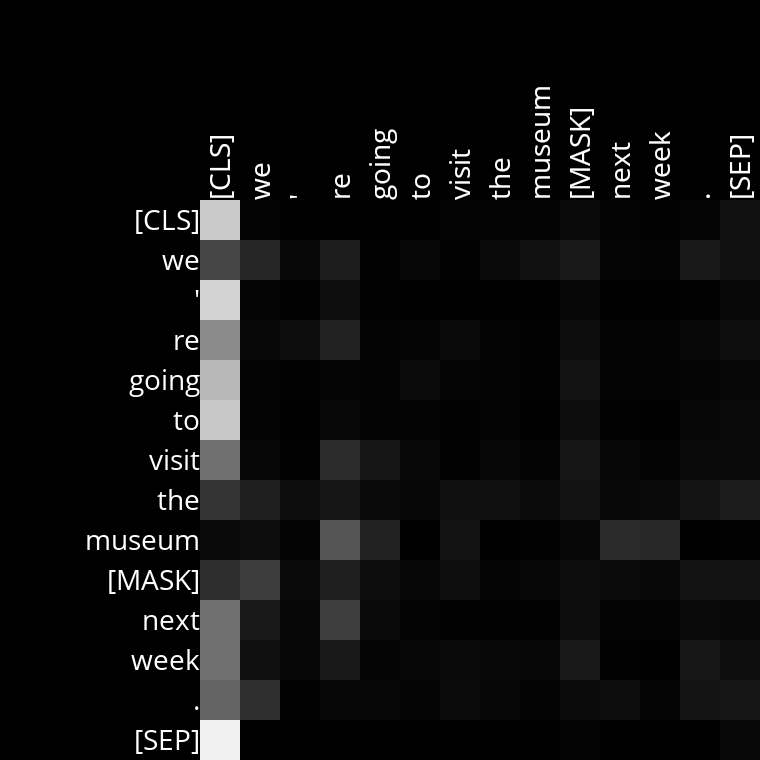 [CLS] we ' re going to visit the museum [MASK] next week . [SEP]
[CLS]
we
'
re
going
to
visit
the
museum
[MASK]
next
week
.
[SEP]